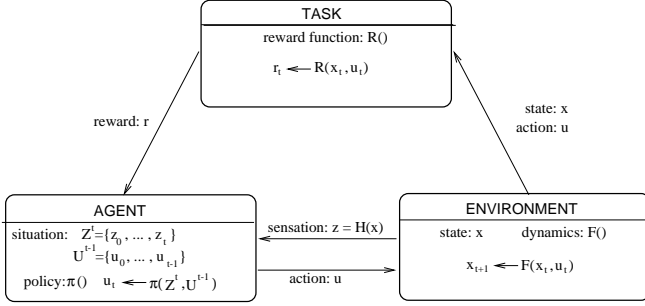 TASK
reward function: R()
r_t ← R(x_t, u_t)
reward: r
state: x
action: u
AGENT
situation: Z^t={z_0, ... , z_t}
U^{t-1}={u_0, ... , u_{t-1}}
policy:π() u_t ← π(Z^t, U^{t-1})
sensation: z = H(x)
action: u
ENVIRONMENT
state: x dynamics: F()
x_{t+1} ← F(x_t, u_t)